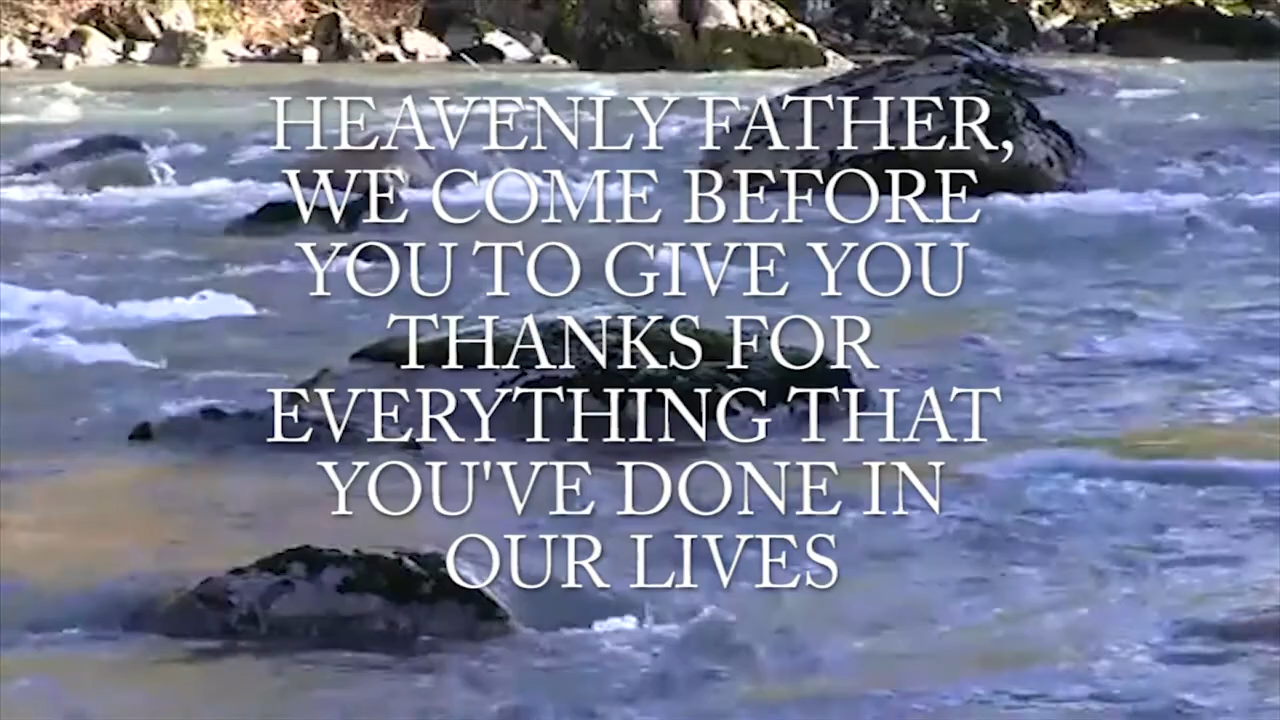 HEAVENLY FATHER,
WE COME BEFORE
YOU TO GIVE YOU
THANKS FOR
EVERYTHING THAT
YOU'VE DONE IN
OUR LIVES